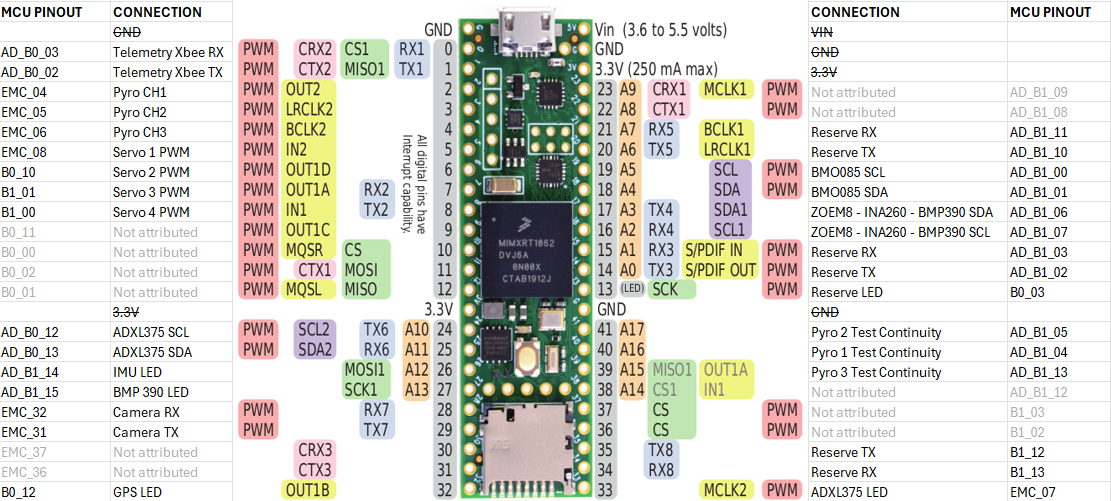 MCU PINOUT CONNECTION CONNECTION MCU PINOUT
GND GND Vin (3.6 to 5.5 volts) VIN
AD_B0_03 Telemetry Xbee RX PWM CRX2 CS1 RX1 0 GND GND
AD_B0_02 Telemetry Xbee TX PWM CTX2 MISO1 TX1 1 3.3V (250 mA max) 3.3V
EMC_04 Pyro CH1 PWM OUT2 2 23 A9 CRX1 MCLK1 PWM Not attributed AD_B1_09
EMC_05 Pyro CH2 PWM LRCLK2 3 22 A8 CTX1 PWM Not attributed AD_B1_08
EMC_06 Pyro CH3 PWM BCLK2 4 21 A7 RX5 BCLK1 Reserve RX AD_B1_11
EMC_08 Servo 1 PWM PWM IN2 5 20 A6 TX5 LRCLK1 Reserve TX AD_B1_10
B0_10 Servo 2 PWM PWM OUT1D 6 19 A5 SCL PWM BMO085 SCL AD_B1_00
B1_01 Servo 3 PWM PWM OUT1A RX2 7 18 A4 SDA PWM BMO085 SDA AD_B1_01
B1_00 Servo 4 PWM PWM IN1 TX2 8 17 A3 TX4 SDA1 ZOEM8 - INA260 - BMP390 SDA AD_B1_06
B0_11 Not attributed PWM OUT1C 9 16 A2 RX4 SCL1 ZOEM8 - INA260 - BMP390 SCL AD_B1_07
B0_00 Not attributed PWM MQSR CS 10 15 A1 RX3 S/PDIF IN PWM Reserve RX AD_B1_03
B0_02 Not attributed PWM CTX1 MOSI 11 14 A0 TX3 S/PDIF OUT PWM Reserve TX AD_B1_02
B0_01 Not attributed PWM MQSL MISO 12 13 (LED) SCK PWM Reserve LED B0_03
3.3V 3.3V GND GND
AD_B0_12 ADXL375 SCL PWM SCL2 TX6 A10 24 41 A17 Pyro 2 Test Continuity AD_B1_05
AD_B0_13 ADXL375 SDA PWM SDA2 RX6 A11 25 40 A16 Pyro 1 Test Continuity AD_B1_04
AD_B1_14 IMU LED MOSI1 A12 26 39 A15 MISO1 OUT1A Pyro 3 Test Continuity AD_B1_13
AD_B1_15 BMP 390 LED SCK1 A13 27 38 A14 CS1 IN1 Not attributed AD_B1_12
EMC_32 Camera RX PWM RX7 28 37 CS PWM Not attributed B1_03
EMC_31 Camera TX PWM TX7 29 36 CS PWM Not attributed B1_02
EMC_37 Not attributed CRX3 30 35 TX8 Reserve TX B1_12
EMC_36 Not attributed CTX3 31 34 RX8 Reserve RX B1_13
B0_12 GPS LED OUT1B 32 33 MCLK2 PWM ADXL375 LED EMC_07
All digital pins have
Interrupt capability.
MIMXRT1062
DVJ6A
0N00X
CTAB1912J